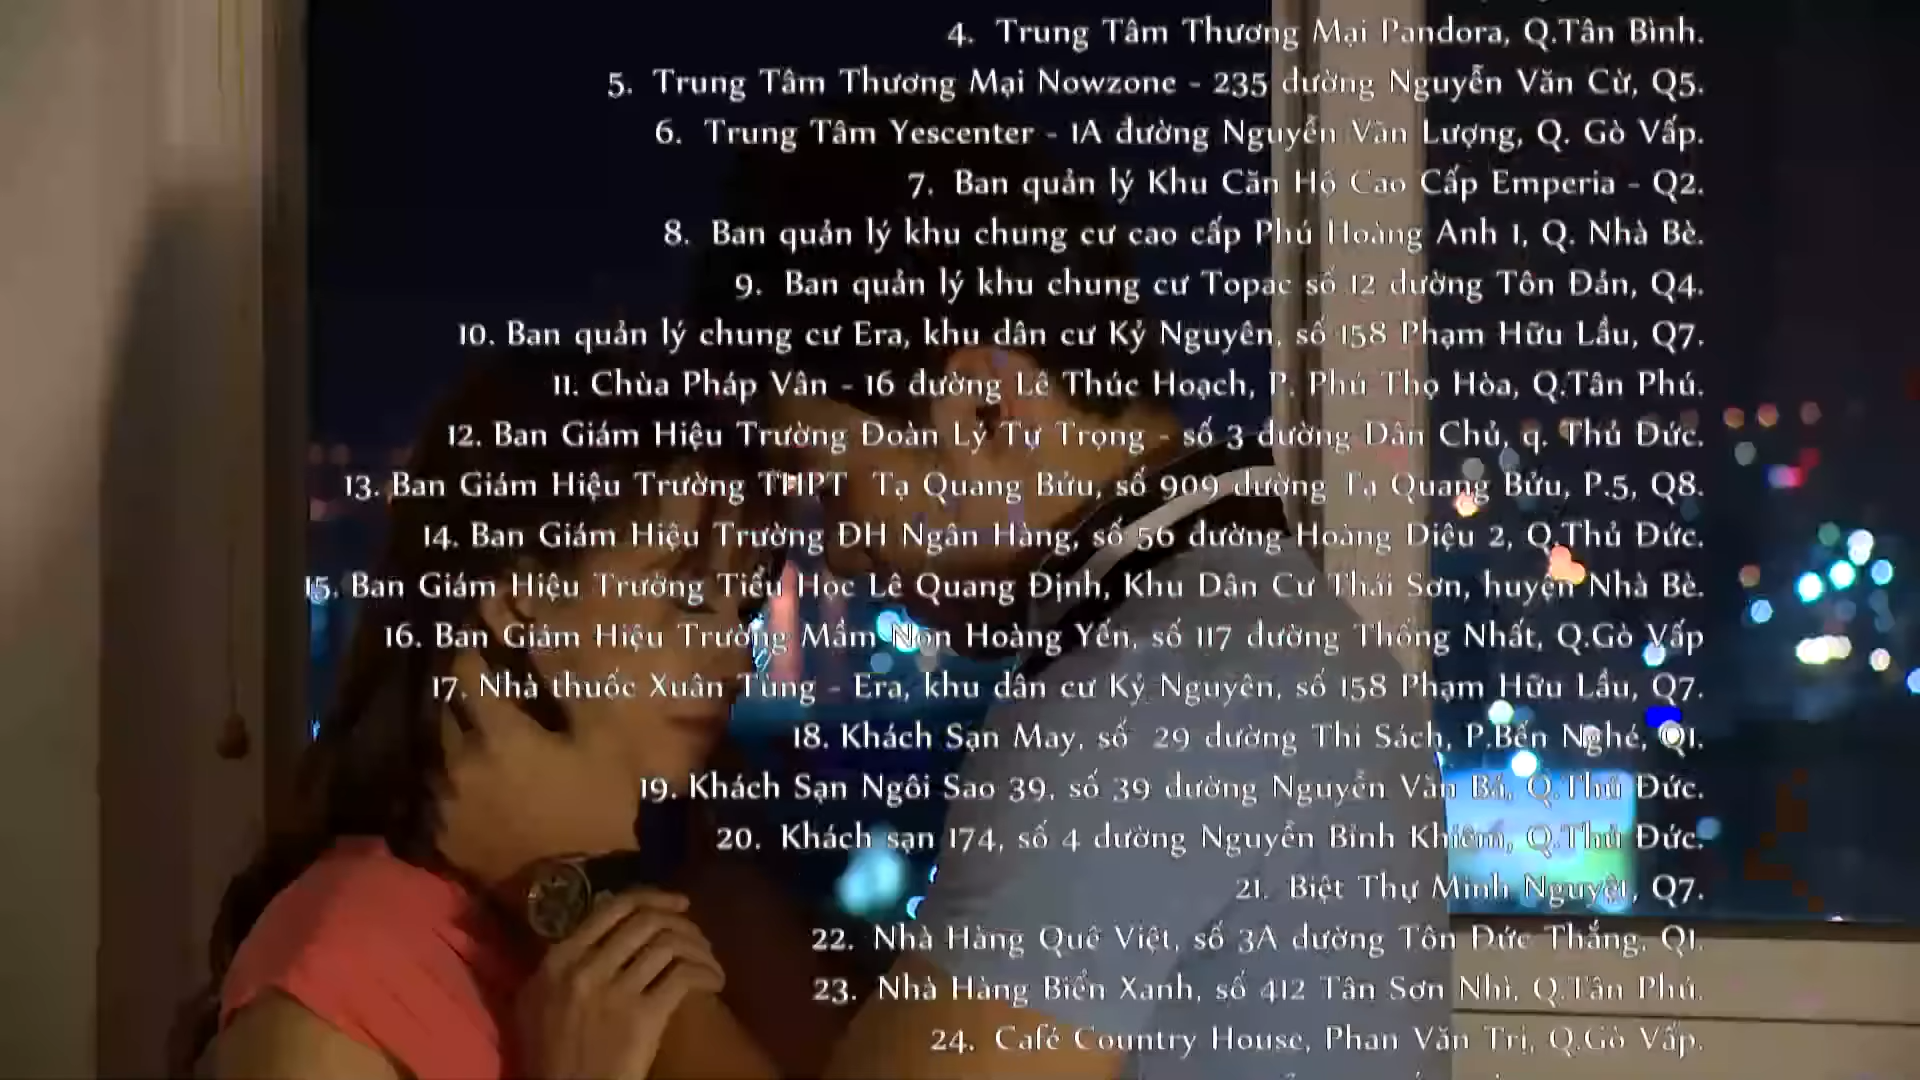 4. Trung Tâm Thương Mại Pandora, Q.Tân Bình.
5. Trung Tâm Thương Mại Nowzone - 235 đường Nguyễn Văn Cừ, Q5.
6. Trung Tâm Yescenter - 1A đường Nguyễn Văn Lượng, Q. Gò Vấp.
7. Ban quản lý Khu Căn Hộ Cao Cấp Emperia - Q2.
8. Ban quản lý khu chung cư cao cấp Phú Hoàng Anh 1, Q. Nhà Bè.
9. Ban quản lý khu chung cư Topac số 12 đường Tôn Đản, Q4.
10. Ban quản lý chung cư Era, khu dân cư Kỷ Nguyên, số 158 Phạm Hữu Lầu, Q7.
11. Chùa Pháp Vân - 16 đường Lê Thúc Hoạch, P. Phú Thọ Hòa, Q.Tân Phú.
12. Ban Giám Hiệu Trường Đoàn Lý Tự Trọng - số 3 đường Dân Chủ, q. Thủ Đức.
13. Ban Giám Hiệu Trường THPT Tạ Quang Bửu, số 909 đường Tạ Quang Bửu, P.5, Q8.
14. Ban Giám Hiệu Trường ĐH Ngân Hàng, số 56 đường Hoàng Diệu 2, Q.Thủ Đức.
15. Ban Giám Hiệu Trường Tiểu Học Lê Quang Định, Khu Dân Cư Thái Sơn, huyện Nhà Bè.
16. Ban Giám Hiệu Trường Mầm Non Hoàng Yến, số 117 đường Thống Nhất, Q.Gò Vấp
17. Nhà thuốc Xuân Tùng - Era, khu dân cư Kỷ Nguyên, số 158 Phạm Hữu Lầu, Q7.
18. Khách Sạn May, số 29 đường Thi Sách, P.Bến Nghé, Q1.
19. Khách Sạn Ngôi Sao 39, số 39 đường Nguyễn Văn Bá, Q.Thủ Đức.
20. Khách sạn 174, số 4 đường Nguyễn Bỉnh Khiêm, Q.Thủ Đức.
21. Biệt Thự Minh Nguyệt, Q7.
22. Nhà Hàng Quê Việt, số 3A đường Tôn Đức Thắng, Q1.
23. Nhà Hàng Biển Xanh, số 412 Tân Sơn Nhì, Q.Tân Phú.
24. Café Country House, Phan Văn Trị, Q.Gò Vấp.